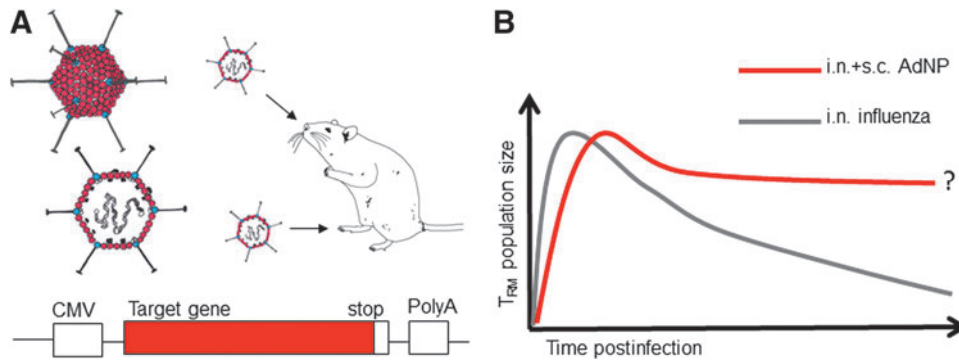 A
CMV
Target gene
stop
PolyA
B
i.n.+s.c. AdNP
i.n. influenza
?
TRM population size
Time postinfection